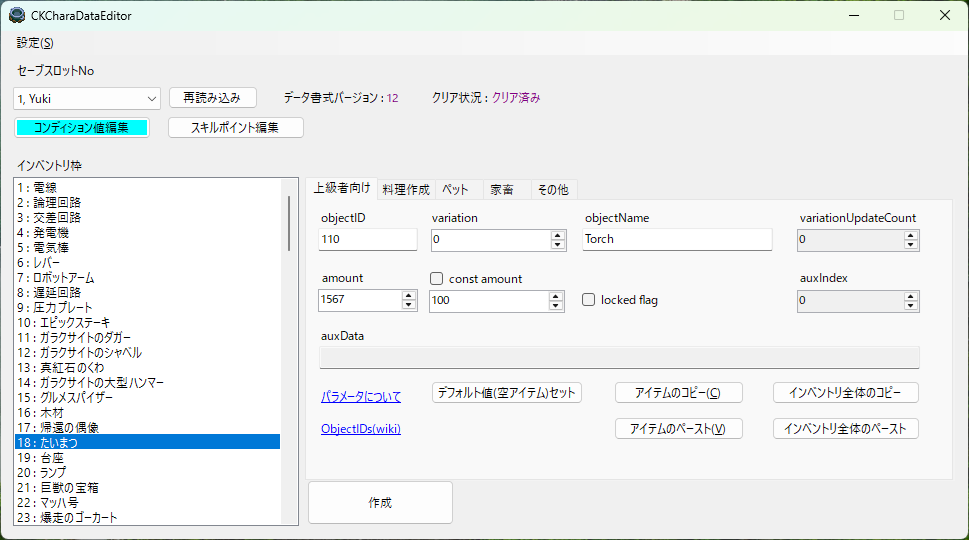 CKCharaDataEditor
設定(S)
セーブスロットNo
1, Yuki
再読み込み
データ書式バージョン : 12
クリア状況 : クリア済み
コンディション値編集
スキルポイント編集
インベントリ枠
1 : 電線
2 : 論理回路
3 : 交差回路
4 : 発電機
5 : 電気棒
6 : レバー
7 : ロボットアーム
8 : 遅延回路
9 : 圧力プレート
10 : エピックステーキ
11 : ガラクサイトのダガー
12 : ガラクサイトのシャベル
13 : 真紅石のくわ
14 : ガラクサイトの大型ハンマー
15 : グルメスパイザー
16 : 木材
17 : 帰還の偶像
18 : たいまつ
19 : 台座
20 : ランプ
21 : 巨獣の宝箱
22 : マッハ号
23 : 爆走のゴーカート
上級者向け
料理作成
ペット
家畜
その他
objectID
variation
objectName
variationUpdateCount
110
0
Torch
0
amount
const amount
auxIndex
1567
100
locked flag
0
auxData
パラメータについて
デフォルト値(空アイテム)セット
アイテムのコピー(C)
インベントリ全体のコピー
ObjectIDs(wiki)
アイテムのペースト(V)
インベントリ全体のペースト
作成